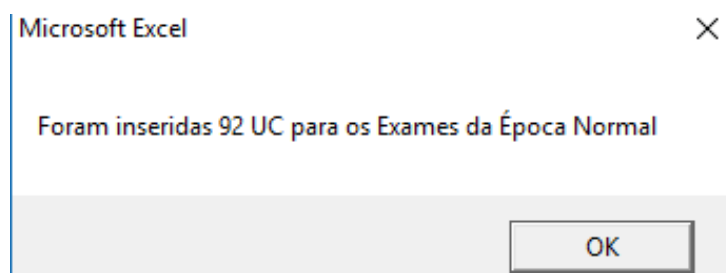 Microsoft Excel
Foram inseridas 92 UC para os Exames da Época Normal
OK